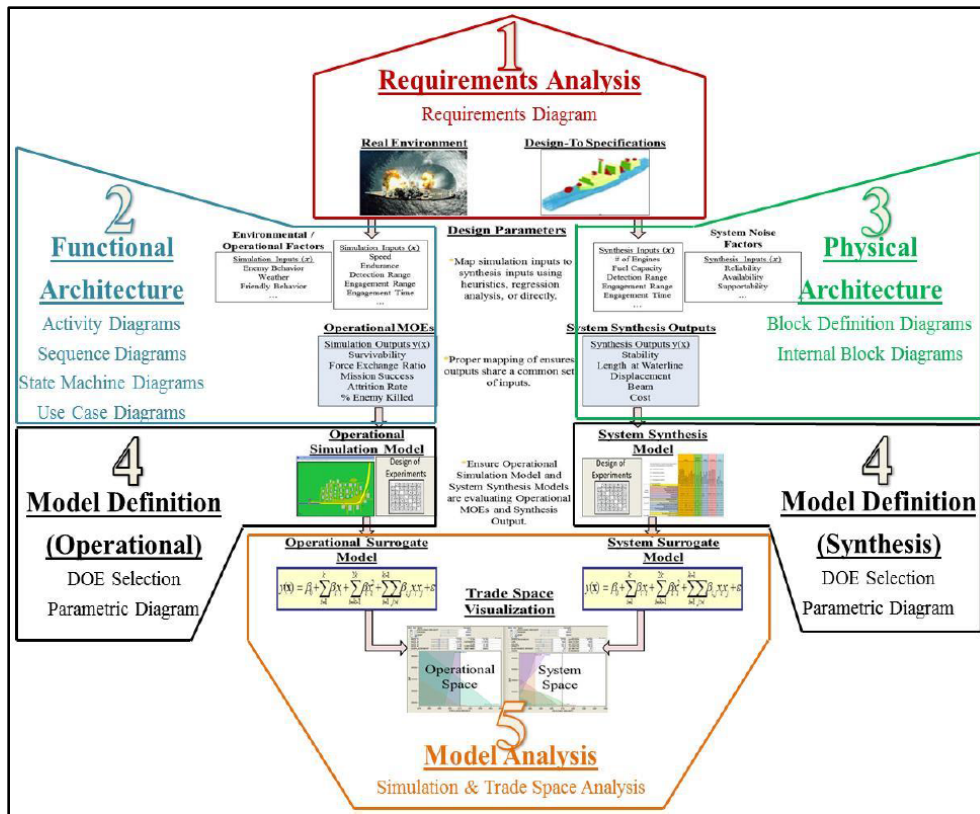 1
Requirements Analysis
Requirements Diagram
Real Environment
Design-To Specifications
2
Functional
Architecture
Activity Diagrams
Sequence Diagrams
State Machine Diagrams
Use Case Diagrams
Environmental /
Operational Factors
Simulation Inputs (x)
Enemy Behavior
Weather
Friendly Behavior
...
Simulation Inputs (x)
Speed
Endurance
Detection Range
Engagement Range
Engagement Time
...
Operational MOEs
Simulation Outputs y(x)
Survivability
Force Exchange Ratio
Mission Success
Attrition Rate
% Enemy Killed
Design Parameters
*Map simulation inputs to
synthesis inputs using
heuristics, regression
analysis, or directly.
*Proper mapping of ensures
outputs share a common set
of inputs.
Synthesis Inputs (x)
# of Engines
Fuel Capacity
Detection Range
Engagement Range
Engagement Time
...
System Noise
Factors
Synthesis Inputs (x)
Reliability
Availability
Supportability
...
System Synthesis Outputs
Synthesis Outputs y(x)
Stability
Length at Waterline
Displacement
Beam
Cost
3
Physical
Architecture
Block Definition Diagrams
Internal Block Diagrams
4
Model Definition
(Operational)
DOE Selection
Parametric Diagram
Operational
Simulation Model
Design of
Experiments
*Ensure Operational
Simulation Model and
System Synthesis Models
are evaluating Operational
MOEs and Synthesis
Output.
System Synthesis
Model
Design of
Experiments
4
Model Definition
(Synthesis)
DOE Selection
Parametric Diagram
Operational Surrogate
Model
System Surrogate
Model
Trade Space
Visualization
Operational
Space
System
Space
5
Model Analysis
Simulation & Trade Space Analysis